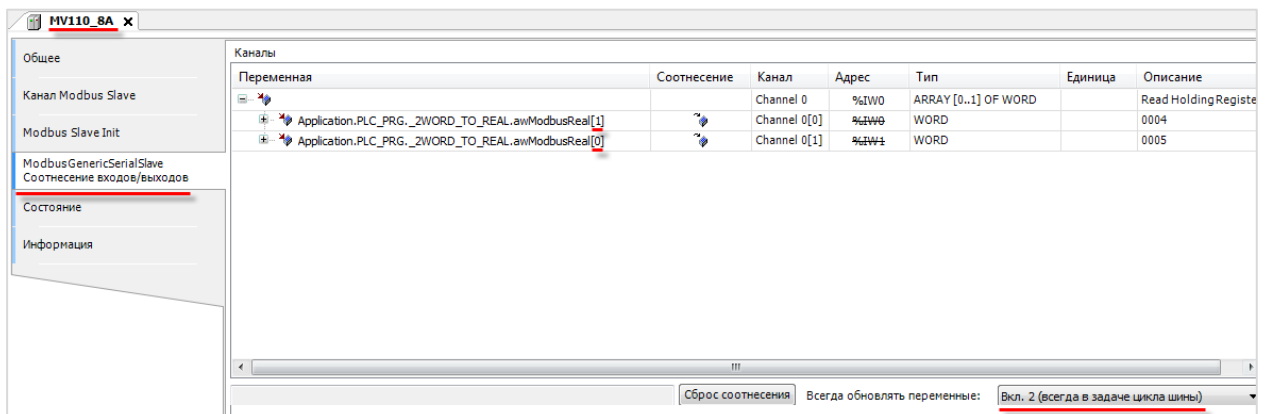 MV110_8A X
Общее
Канал Modbus Slave
Modbus Slave Init
ModbusGenericSerialSlave
Соотнесение входов/выходов
Состояние
Информация
Каналы
Переменная Соотнесение Канал Адрес Тип Единица Описание
Channel 0 %IW0 ARRAY [0..1] OF WORD Read Holding Registe
Application.PLC_PRG._2WORD_TO_REAL.awModbusReal[1] Channel 0[0] %IW0 WORD 0004
Application.PLC_PRG._2WORD_TO_REAL.awModbusReal[0] Channel 0[1] %IW1 WORD 0005
Сброс соотнесения Всегда обновлять переменные: Вкл. 2 (всегда в задаче цикла шины)